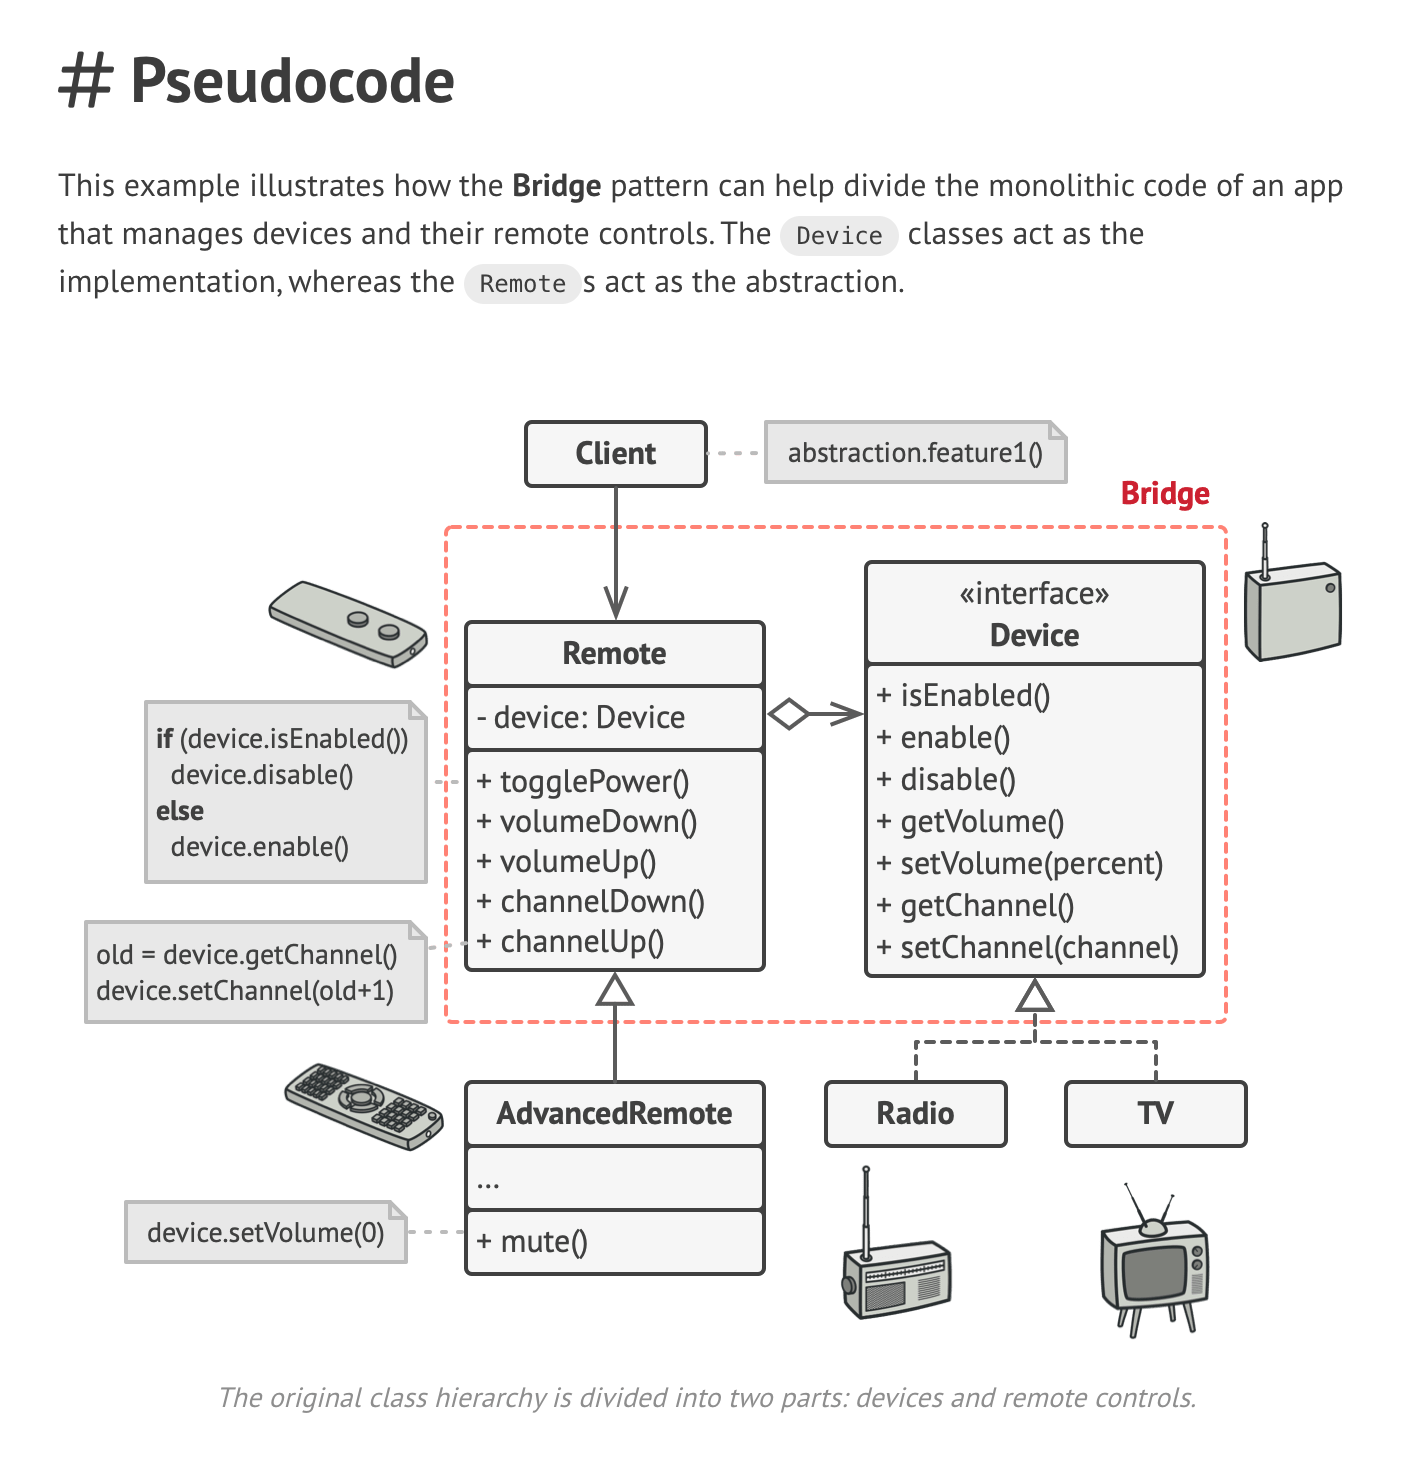 # Pseudocode
This example illustrates how the Bridge pattern can help divide the monolithic code of an app
that manages devices and their remote controls. The Device classes act as the
implementation, whereas the Remotes act as the abstraction.
Client
abstraction.feature1()
Bridge
«interface»
Device
+ isEnabled()
+ enable()
+ disable()
+ getVolume()
+ setVolume(percent)
+ getChannel()
+ setChannel(channel)
Remote
- device: Device
+ togglePower()
+ volumeDown()
+ volumeUp()
+ channelDown()
+ channelUp()
if (device.isEnabled())
device.disable()
else
device.enable()
old = device.getChannel()
device.setChannel(old+1)
AdvancedRemote
...
+ mute()
device.setVolume(0)
Radio
TV
The original class hierarchy is divided into two parts: devices and remote controls.